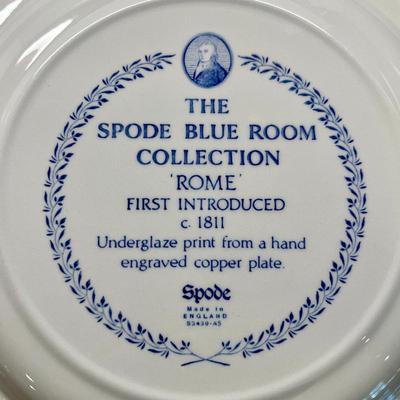 THE
SPODE BLUE ROOM
COLLECTION
'ROME'
FIRST INTRODUCED
c. 1811
Underglaze print from a hand
engraved copper plate.
Spode
Made in
ENGLAND
S3439-A5